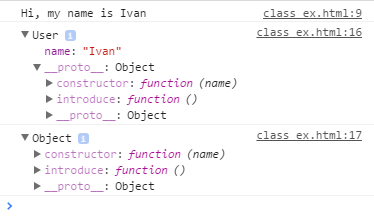 Hi, my name is Ivan class ex.html:9
▼ User i class ex.html:16
name: "Ivan"
▼ __proto__: Object
▶ constructor: function (name)
▶ introduce: function ()
▶ __proto__: Object
▼ Object i class ex.html:17
▶ constructor: function (name)
▶ introduce: function ()
▶ __proto__: Object
>